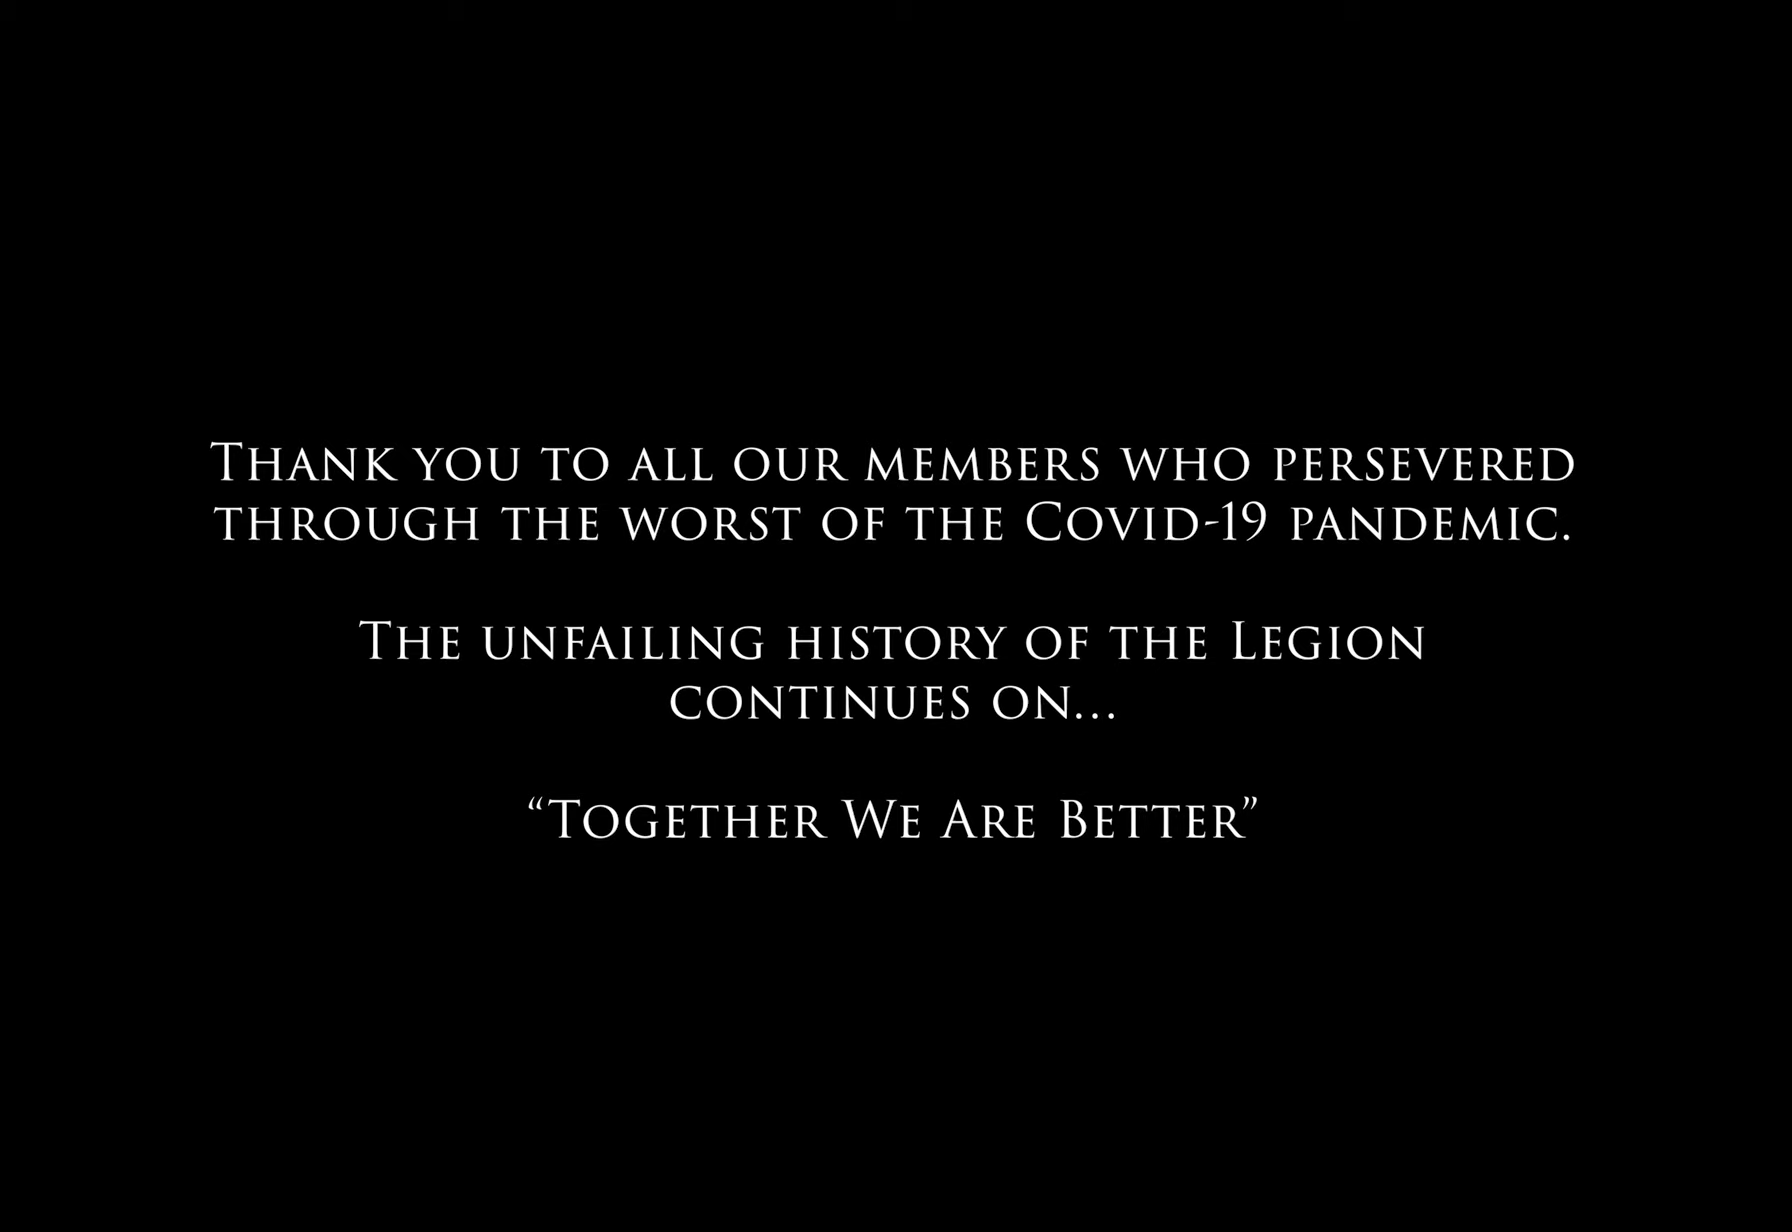 Thank you to all our members who persevered
through the worst of the Covid-19 pandemic.
The unfailing history of the Legion
continues on...
“Together We Are Better”